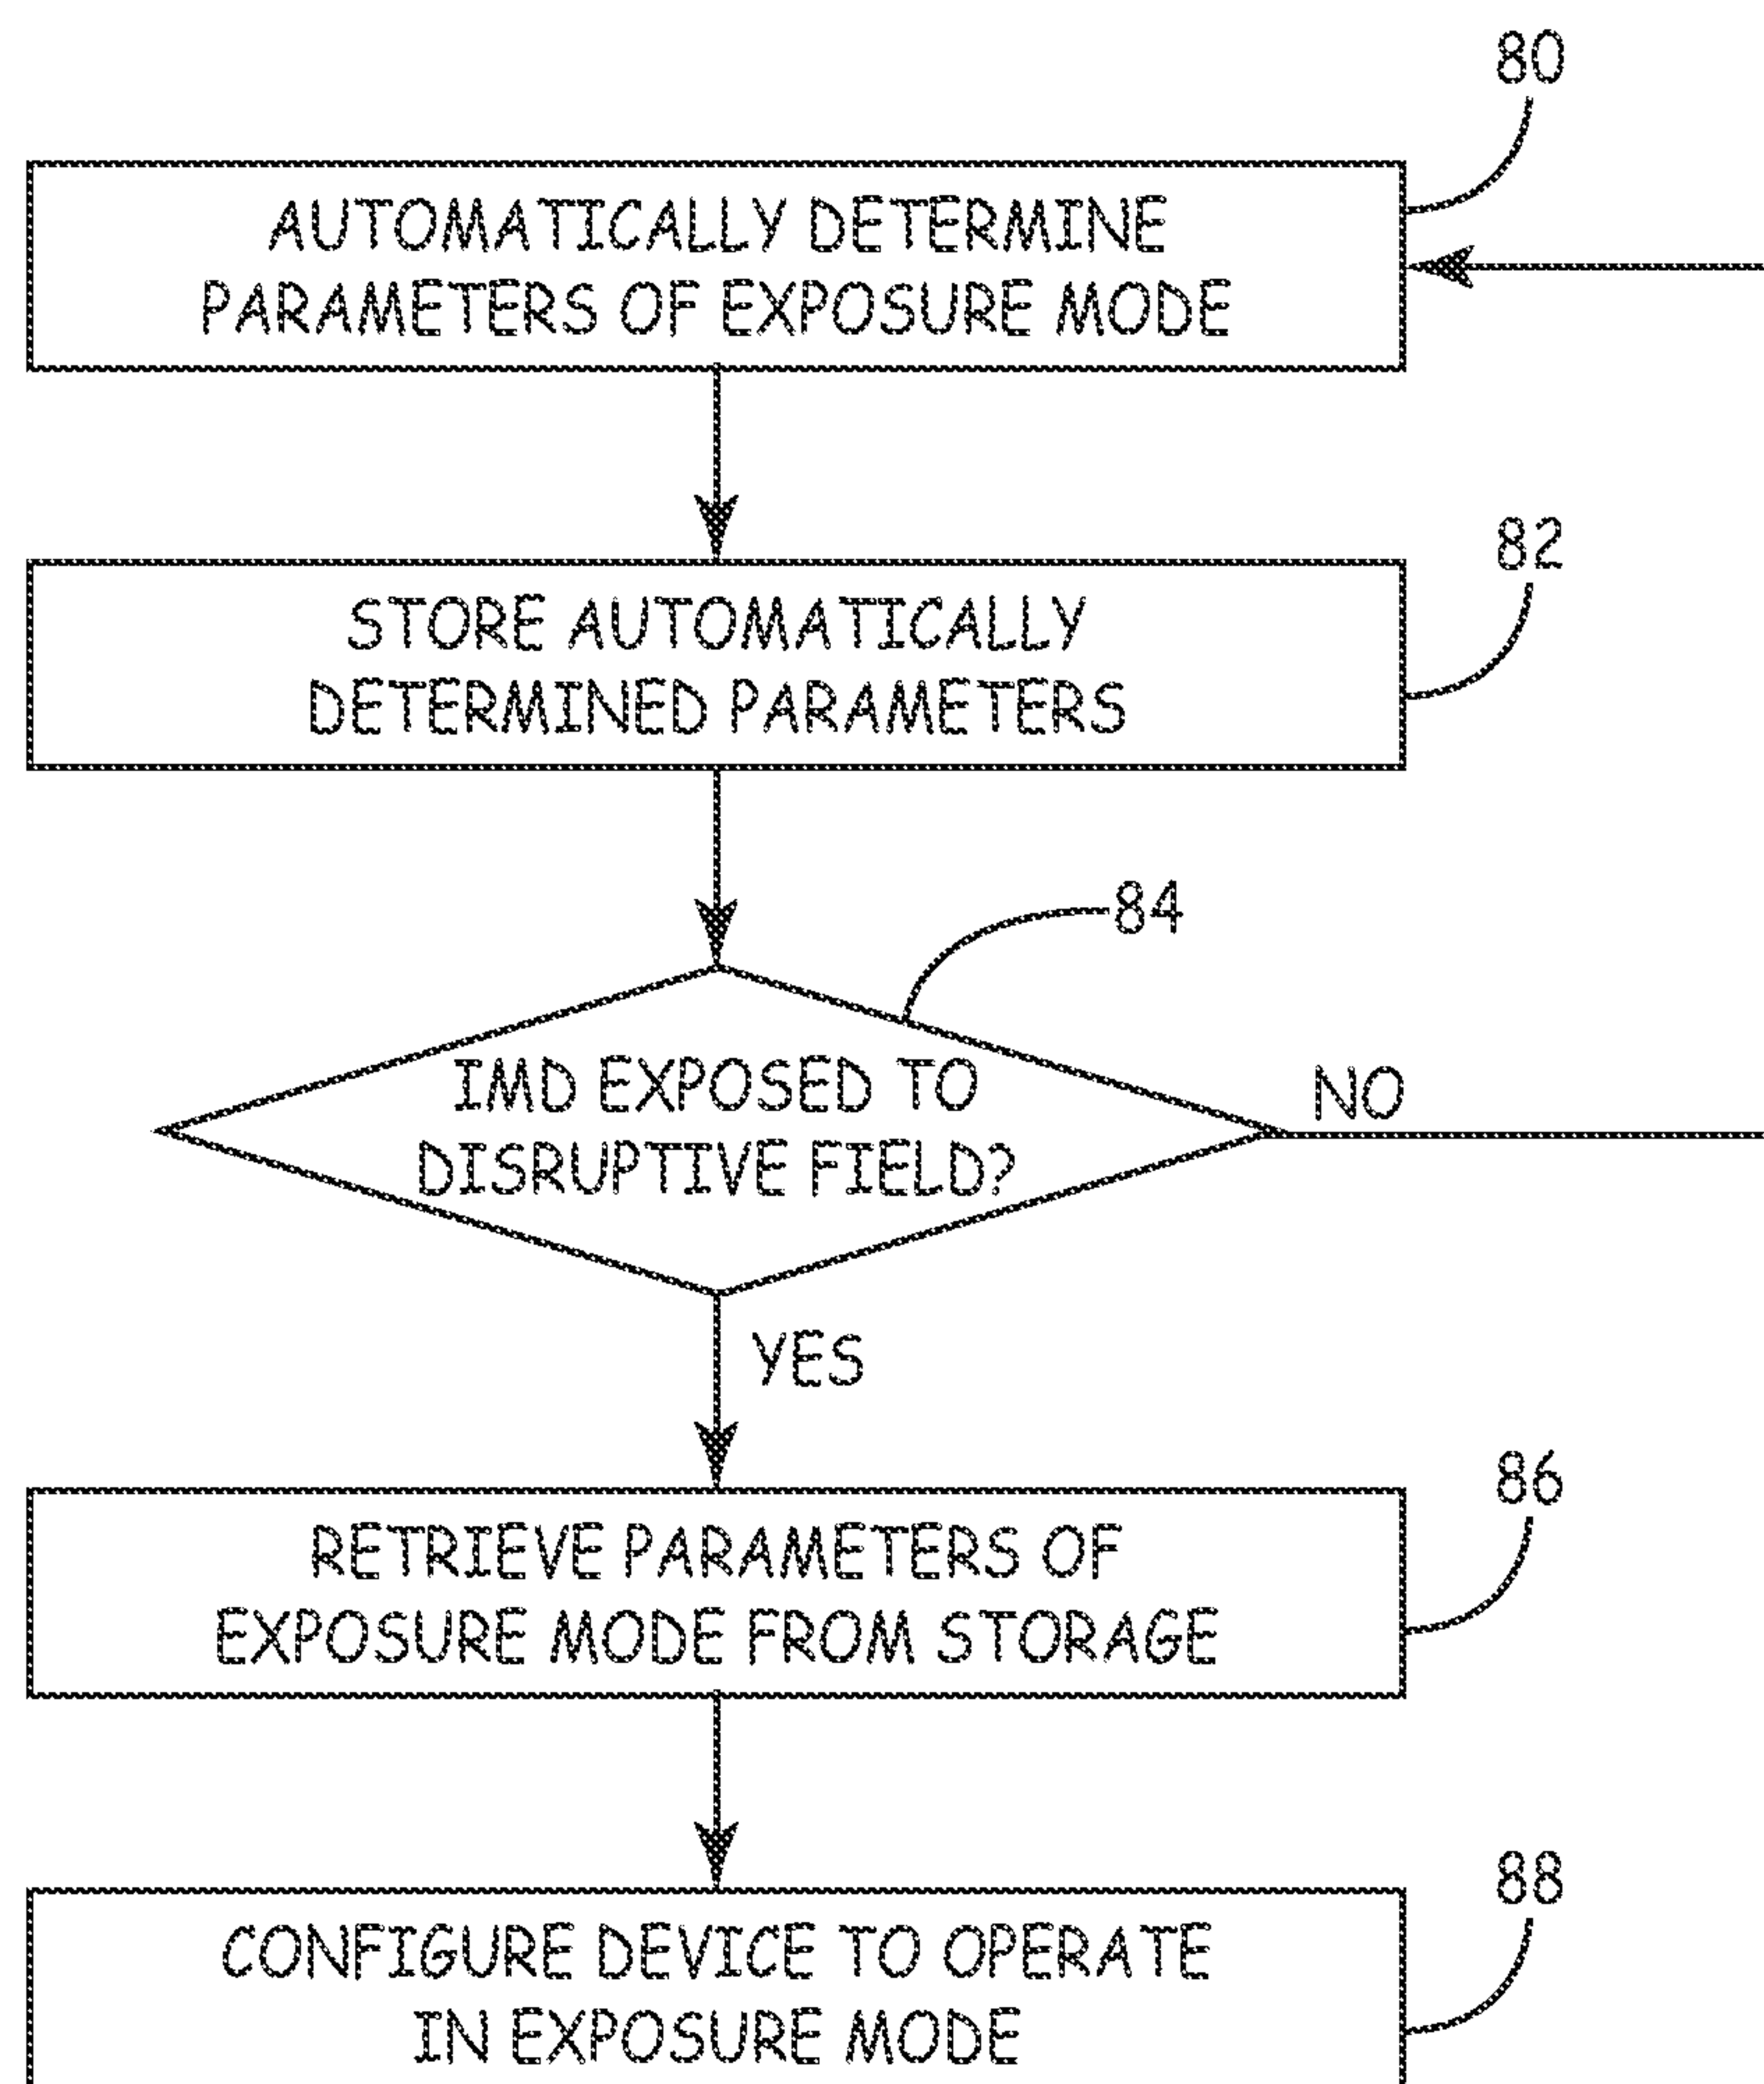 80
AUTOMATICALLY DETERMINE
PARAMETERS OF EXPOSURE MODE
82
STORE AUTOMATICALLY
DETERMINED PARAMETERS
84
IMD EXPOSED TO
DISRUPTIVE FIELD?
NO
YES
86
RETRIEVE PARAMETERS OF
EXPOSURE MODE FROM STORAGE
88
CONFIGURE DEVICE TO OPERATE
IN EXPOSURE MODE